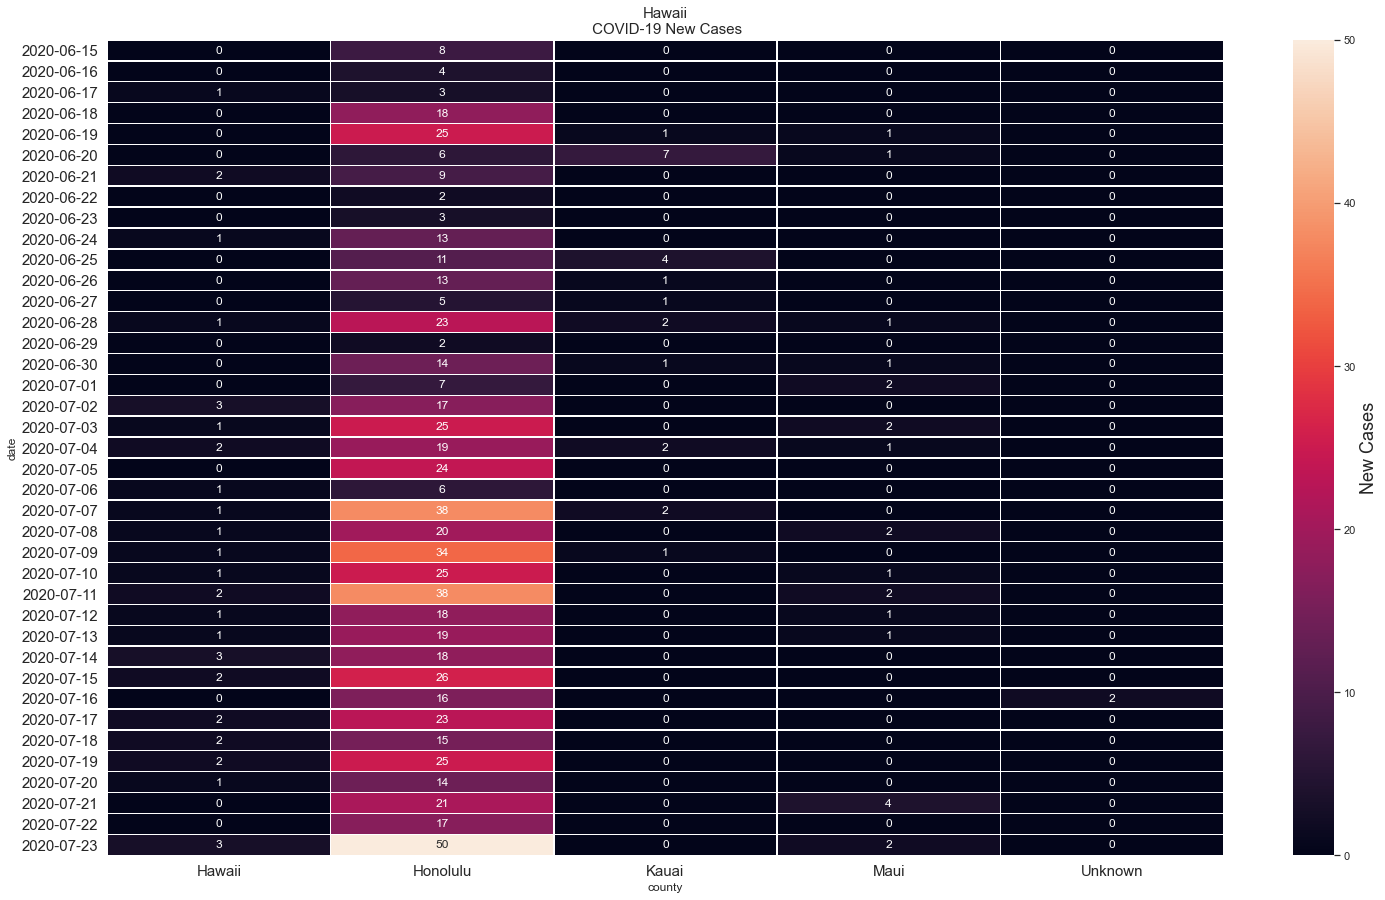 Hawaii
COVID-19 New Cases
2020-06-15 0 8 0 0 0
2020-06-16 0 4 0 0 0
2020-06-17 1 3 0 0 0
2020-06-18 0 18 0 0 0
2020-06-19 0 25 1 1 0
2020-06-20 0 6 7 1 0
2020-06-21 2 9 0 0 0
2020-06-22 0 2 0 0 0
2020-06-23 0 3 0 0 0
2020-06-24 1 13 0 0 0
2020-06-25 0 11 4 0 0
2020-06-26 0 13 1 0 0
2020-06-27 0 5 1 0 0
2020-06-28 1 23 2 1 0
2020-06-29 0 2 0 0 0
2020-06-30 0 14 1 1 0
2020-07-01 0 7 0 2 0
2020-07-02 3 17 0 0 0
2020-07-03 1 25 0 2 0
2020-07-04 2 19 2 1 0
2020-07-05 0 24 0 0 0
2020-07-06 1 6 0 0 0
2020-07-07 1 38 2 0 0
2020-07-08 1 20 0 2 0
2020-07-09 1 34 1 0 0
2020-07-10 1 25 0 1 0
2020-07-11 2 38 0 2 0
2020-07-12 1 18 0 1 0
2020-07-13 1 19 0 1 0
2020-07-14 3 18 0 0 0
2020-07-15 2 26 0 0 0
2020-07-16 0 16 0 0 2
2020-07-17 2 23 0 0 0
2020-07-18 2 15 0 0 0
2020-07-19 2 25 0 0 0
2020-07-20 1 14 0 0 0
2020-07-21 0 21 0 4 0
2020-07-22 0 17 0 0 0
2020-07-23 3 50 0 2 0
Hawaii Honolulu Kauai Maui Unknown
county
date
50
40
30
20
10
0
New Cases